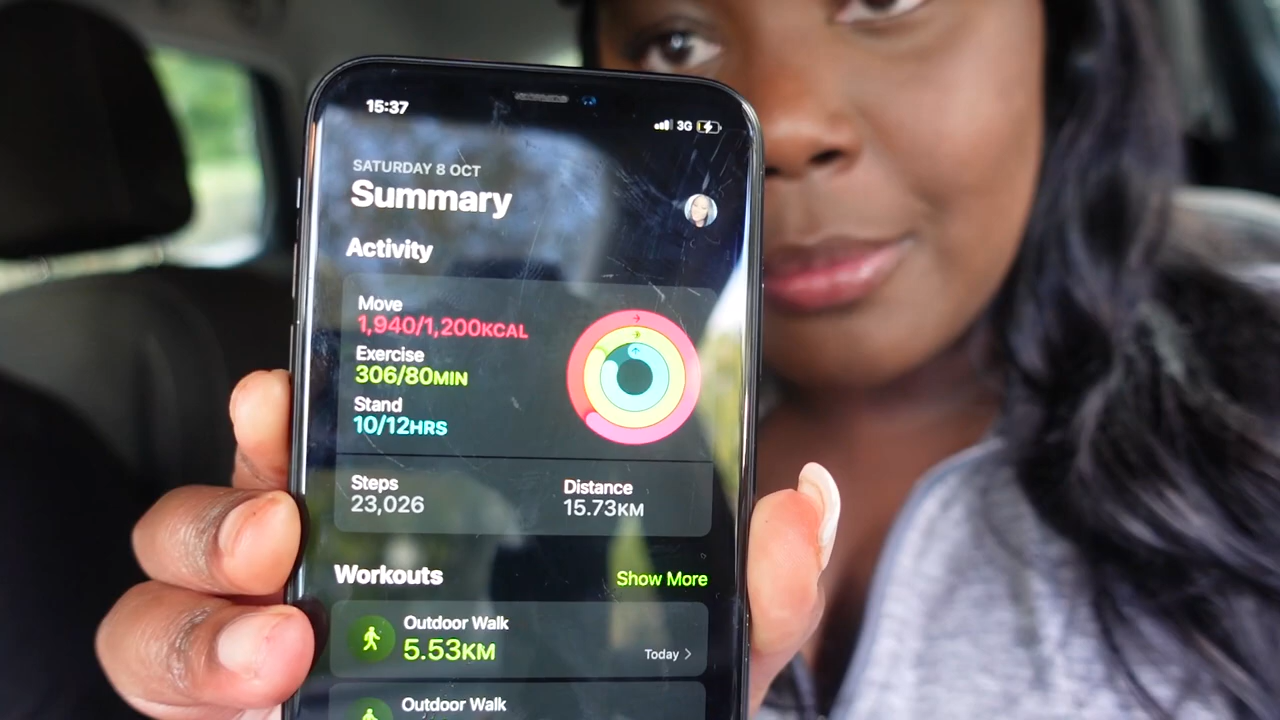 15:37
3G
SATURDAY 8 OCT
Summary
Activity
Move
1,940/1,200KCAL
Exercise
306/80MIN
Stand
10/12HRS
Steps
23,026
Distance
15.73KM
Workouts
Show More
Outdoor Walk
5.53KM
Today
Outdoor Walk